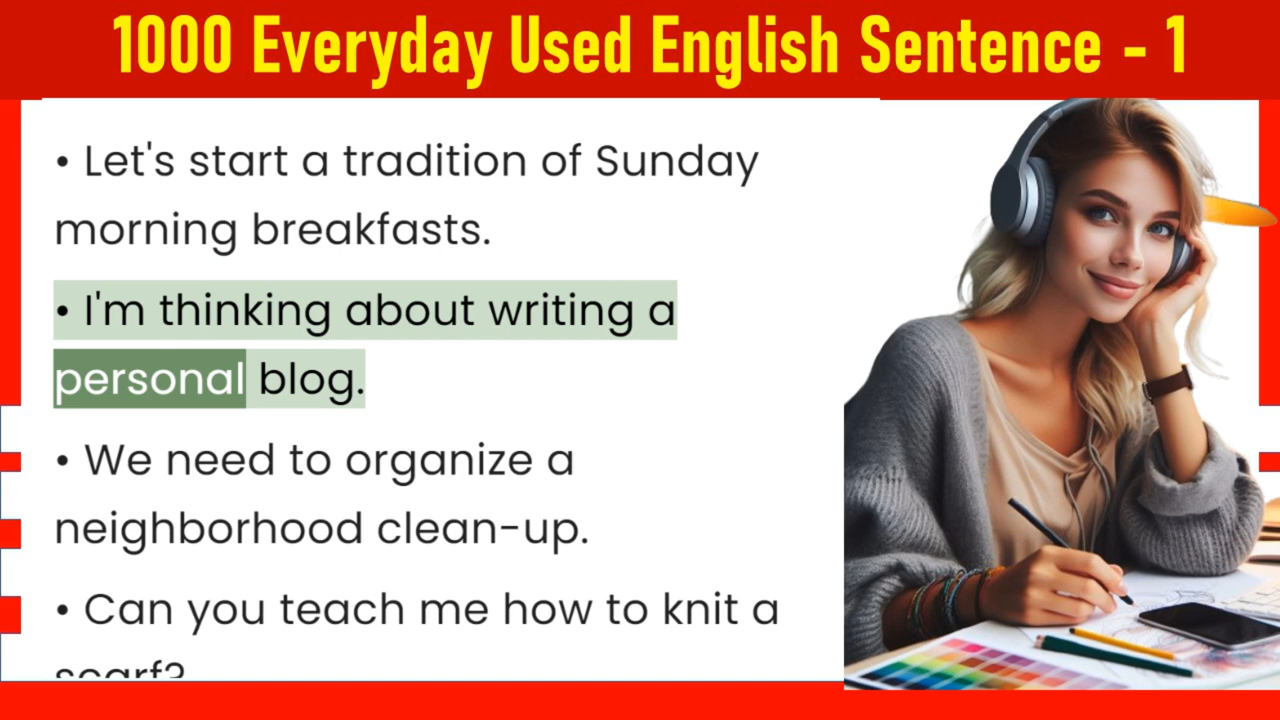 1000 Everyday Used English Sentence - 1
• Let's start a tradition of Sunday
morning breakfasts.
• I'm thinking about writing a
personal blog.
• We need to organize a
neighborhood clean-up.
• Can you teach me how to knit a
scarf?